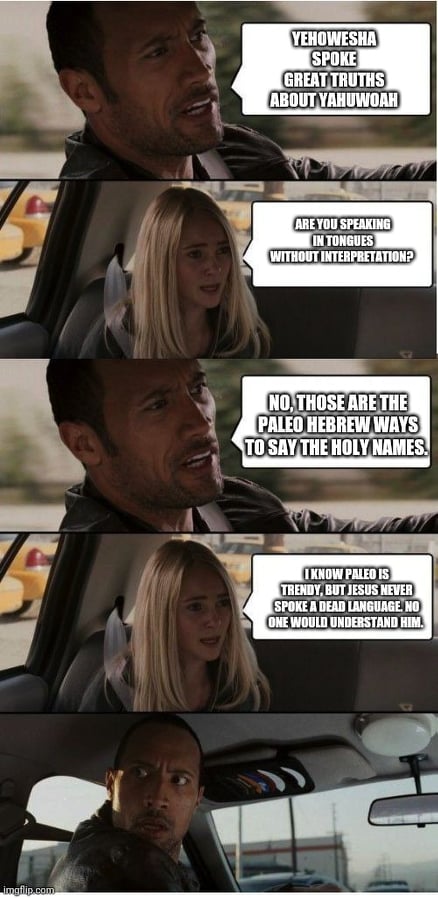 YEHOWESHA
SPOKE
GREAT TRUTHS
ABOUT YAHUWOAH
ARE YOU SPEAKING
IN TONGUES
WITHOUT INTERPRETATION?
NO, THOSE ARE THE
PALEO HEBREW WAYS
TO SAY THE HOLY NAMES.
I KNOW PALEO IS
TRENDY, BUT JESUS NEVER
SPOKE A DEAD LANGUAGE. NO
ONE WOULD UNDERSTAND HIM.
imgflip.com